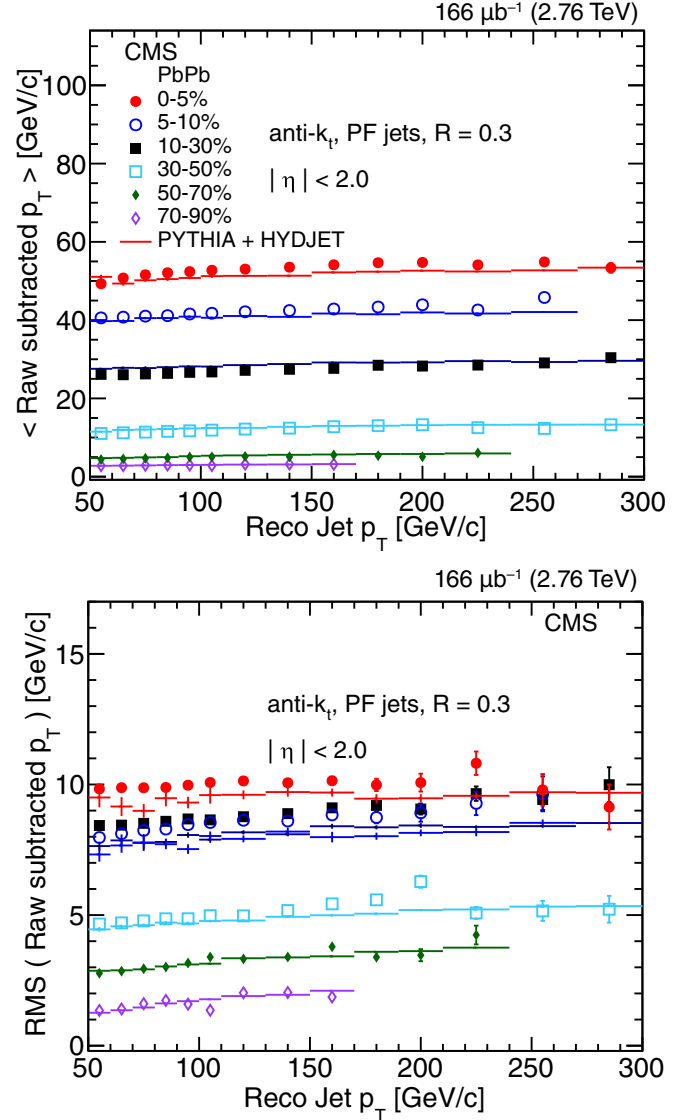 166 μb⁻¹ (2.76 TeV)
CMS
PbPb
0-5%
5-10%
10-30%
30-50%
50-70%
70-90%
PYTHIA + HYDJET
anti-kt, PF jets, R = 0.3
| η | < 2.0
< Raw subtracted pT > [GeV/c]
100
80
60
40
20
0
50 100 150 200 250 300
Reco Jet pT [GeV/c]
166 μb⁻¹ (2.76 TeV)
CMS
anti-kt, PF jets, R = 0.3
| η | < 2.0
RMS ( Raw subtracted pT ) [GeV/c]
15
10
5
0
50 100 150 200 250 300
Reco Jet pT [GeV/c]